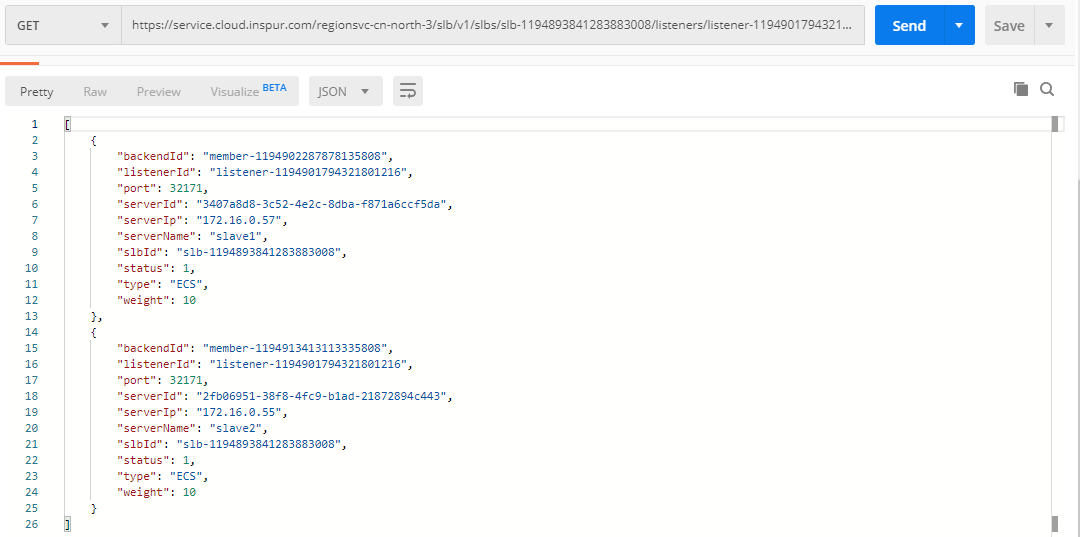 GET https://service.cloud.inspur.com/regionsvc-cn-north-3/slb/v1/slbs/slb-1194893841283883008/listeners/listener-1194901794321... Send Save
Pretty Raw Preview Visualize BETA JSON
1 [
2 {
3 "backendId": "member-1194902287878135808",
4 "listenerId": "listener-1194901794321801216",
5 "port": 32171,
6 "serverId": "3407a8d8-3c52-4e2c-8dba-f871a6ccf5da",
7 "serverIp": "172.16.0.57",
8 "serverName": "slave1",
9 "slbId": "slb-1194893841283883008",
10 "status": 1,
11 "type": "ECS",
12 "weight": 10
13 },
14 {
15 "backendId": "member-1194913413113335808",
16 "listenerId": "listener-1194901794321801216",
17 "port": 32171,
18 "serverId": "2fb06951-38f8-4fc9-b1ad-21872894c443",
19 "serverIp": "172.16.0.55",
20 "serverName": "slave2",
21 "slbId": "slb-1194893841283883008",
22 "status": 1,
23 "type": "ECS",
24 "weight": 10
25 }
26 ]